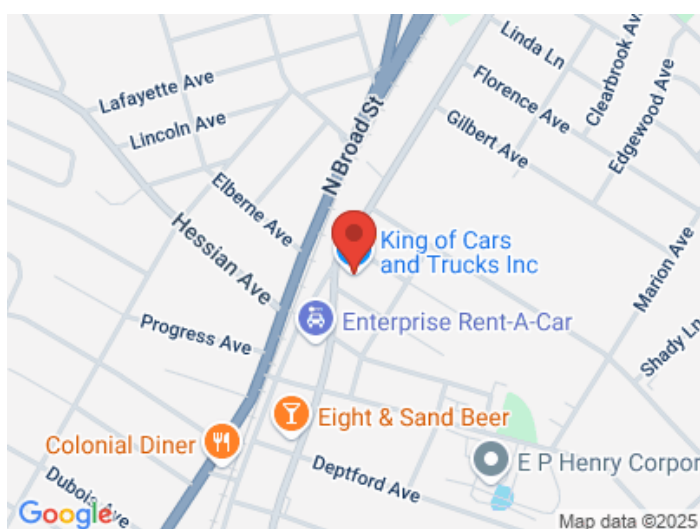 Linda Ln
Clearbrook Ave
Lafayette Ave
Florence Ave
Edgewood Ave
Lincoln Ave
N Broad St
Gilbert Ave
Elberne Ave
Hessian Ave
King of Cars
and Trucks Inc
Marion Ave
Enterprise Rent-A-Car
Progress Ave
Shady Ln
Eight & Sand Beer
Colonial Diner
E P Henry Corpor
Deptford Ave
Dubois Ave
Google
Map data ©2025